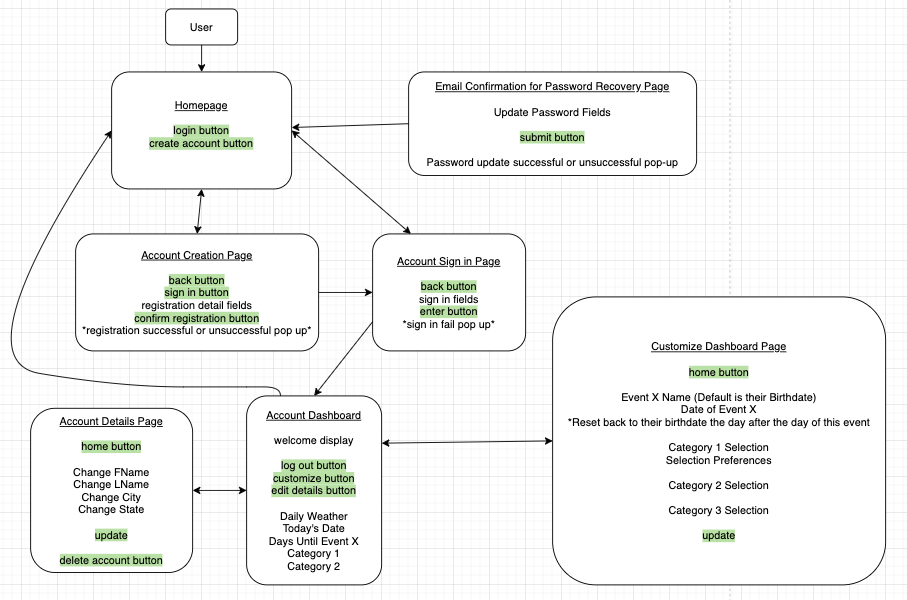 User
Homepage
login button
create account button
Email Confirmation for Password Recovery Page
Update Password Fields
submit button
Password update successful or unsuccessful pop-up
Account Creation Page
back button
sign in button
registration detail fields
confirm registration button
*registration successful or unsuccessful pop up*
Account Sign in Page
back button
sign in fields
enter button
*sign in fail pop up*
Customize Dashboard Page
home button
Event X Name (Default is their Birthdate)
Date of Event X
*Reset back to their birthdate the day after the day of this event
Category 1 Selection
Selection Preferences
Category 2 Selection
Category 3 Selection
update
Account Details Page
home button
Change FName
Change LName
Change City
Change State
update
delete account button
Account Dashboard
welcome display
log out button
customize button
edit details button
Daily Weather
Today's Date
Days Until Event X
Category 1
Category 2